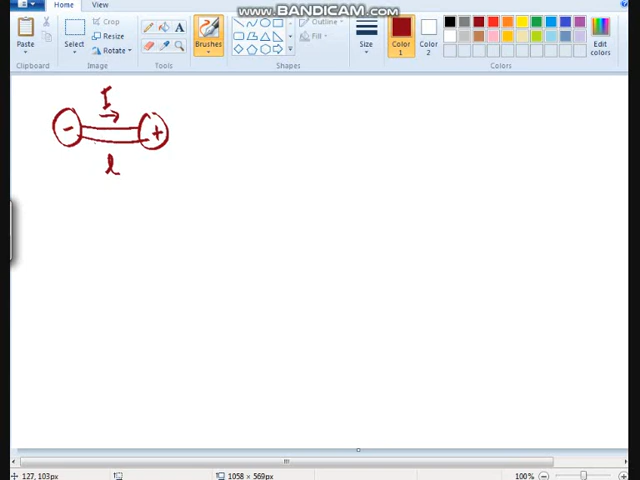 www.BANDICAM.com
Home
View
Paste
Clipboard
Select
Crop
Resize
Rotate
Image
Tools
Brushes
Shapes
Outline
Fill
Size
Color 1
Color 2
Edit colors
Colors
I
- +
l
127, 103px
1058 × 569px
100%